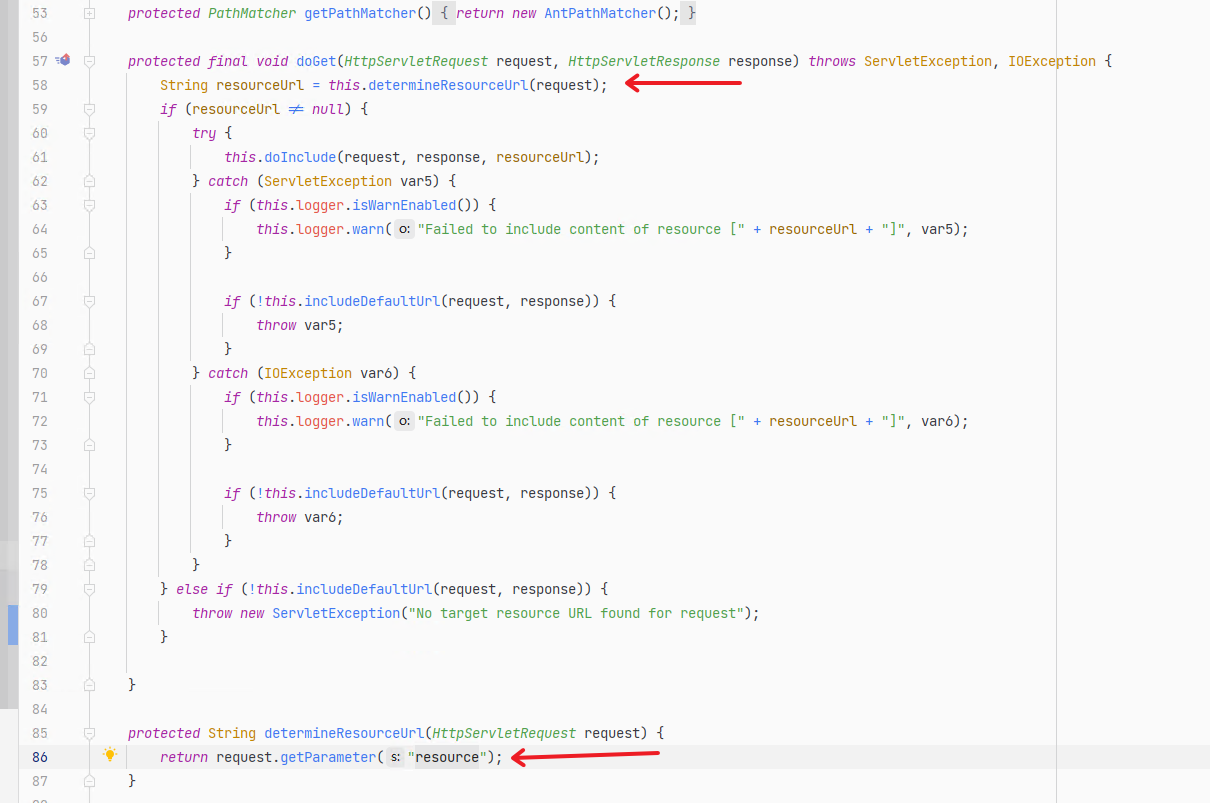 53 protected PathMatcher getPathMatcher() { return new AntPathMatcher(); }
56
57 protected final void doGet(HttpServletRequest request, HttpServletResponse response) throws ServletException, IOException {
58 String resourceUrl = this.determineResourceUrl(request);
59 if (resourceUrl ≠ null) {
60 try {
61 this.doInclude(request, response, resourceUrl);
62 } catch (ServletException var5) {
63 if (this.logger.isWarnEnabled()) {
64 this.logger.warn( o: "Failed to include content of resource [" + resourceUrl + "]", var5);
65 }
66
67 if (!this.includeDefaultUrl(request, response)) {
68 throw var5;
69 }
70 } catch (IOException var6) {
71 if (this.logger.isWarnEnabled()) {
72 this.logger.warn( o: "Failed to include content of resource [" + resourceUrl + "]", var6);
73 }
74
75 if (!this.includeDefaultUrl(request, response)) {
76 throw var6;
77 }
78 }
79 } else if (!this.includeDefaultUrl(request, response)) {
80 throw new ServletException("No target resource URL found for request");
81 }
82
83 }
84
85 protected String determineResourceUrl(HttpServletRequest request) {
86 return request.getParameter( s: "resource");
87 }